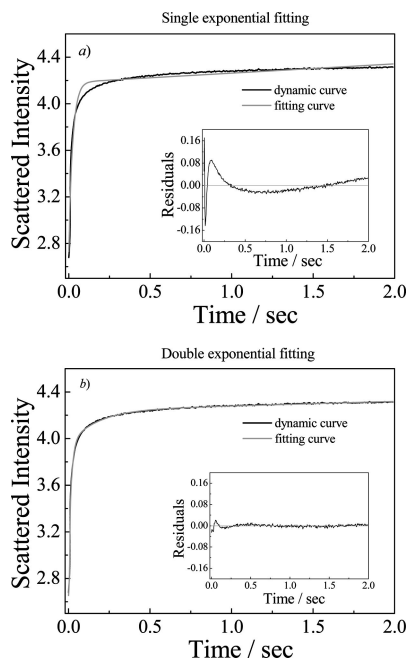 Single exponential fitting
a)
Scattered Intensity
4.4
4.0
3.6
3.2
2.8
dynamic curve
fitting curve
Residuals
0.16
0.08
0.00
-0.08
-0.16
0.0 0.5 1.0 1.5 2.0
Time / sec
0.0 0.5 1.0 1.5 2.0
Time / sec
Double exponential fitting
b)
Scattered Intensity
4.4
4.0
3.6
3.2
2.8
dynamic curve
fitting curve
Residuals
0.16
0.08
0.00
-0.08
-0.16
0.0 0.5 1.0 1.5 2.0
Time / sec
0.0 0.5 1.0 1.5 2.0
Time / sec